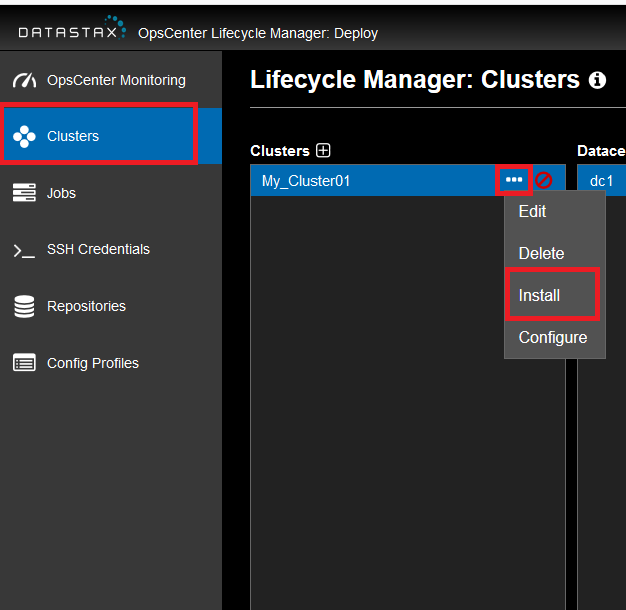 DATASTAX OpsCenter Lifecycle Manager: Deploy
OpsCenter Monitoring
Clusters
Jobs
SSH Credentials
Repositories
Config Profiles
Lifecycle Manager: Clusters
Clusters
My_Cluster01
Edit
Delete
Install
Configure
Datace
dc1